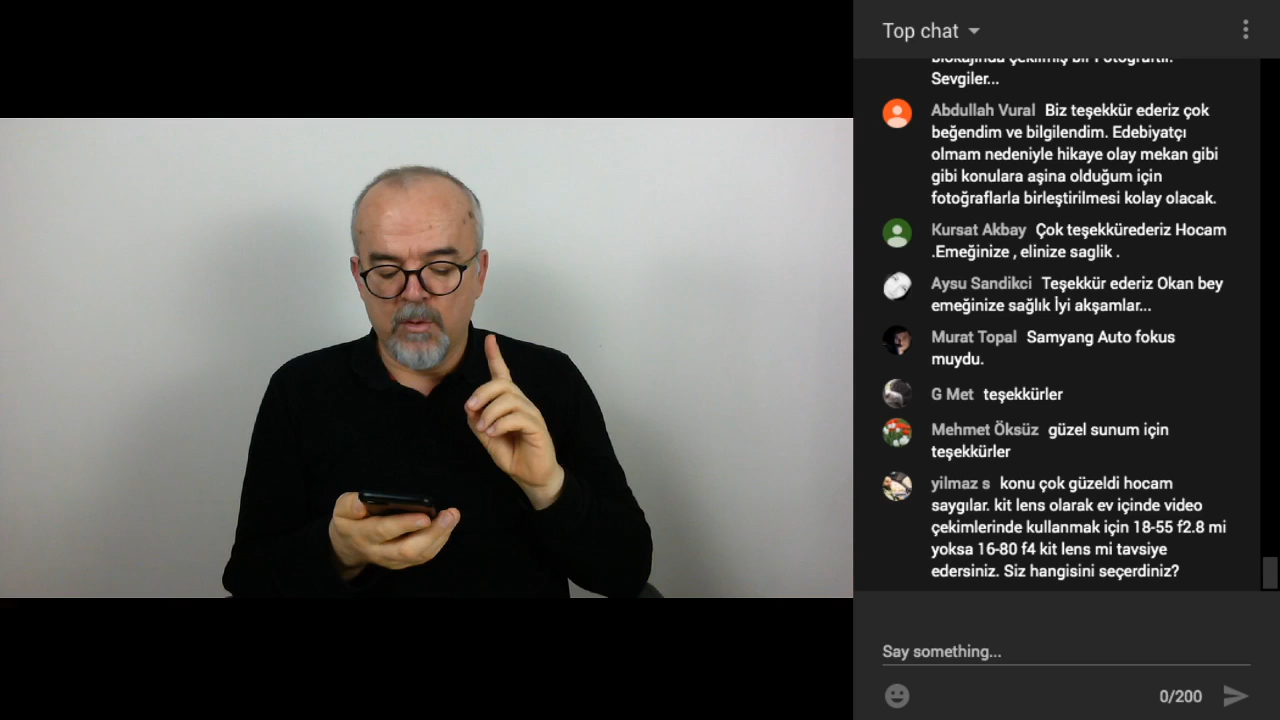 Top chat
blokajında çekilmiş bir Fotoğraftır.
Sevgiler...
Abdullah Vural Biz teşekkür ederiz çok
beğendim ve bilgilendim. Edebiyatçı
olmam nedeniyle hikaye olay mekan gibi
gibi konulara aşina olduğum için
fotoğraflarla birleştirilmesi kolay olacak.
Kursat Akbay Çok teşekkürederiz Hocam
.Emeğinize , elinize saglik .
Aysu Sandikci Teşekkür ederiz Okan bey
emeğinize sağlık İyi akşamlar...
Murat Topal Samyang Auto fokus
muydu.
G Met teşekkürler
Mehmet Öksüz güzel sunum için
teşekkürler
yilmaz s konu çok güzeldi hocam
saygılar. kit lens olarak ev içinde video
çekimlerinde kullanmak için 18-55 f2.8 mi
yoksa 16-80 f4 kit lens mi tavsiye
edersiniz. Siz hangisini seçerdiniz?
Say something...
0/200